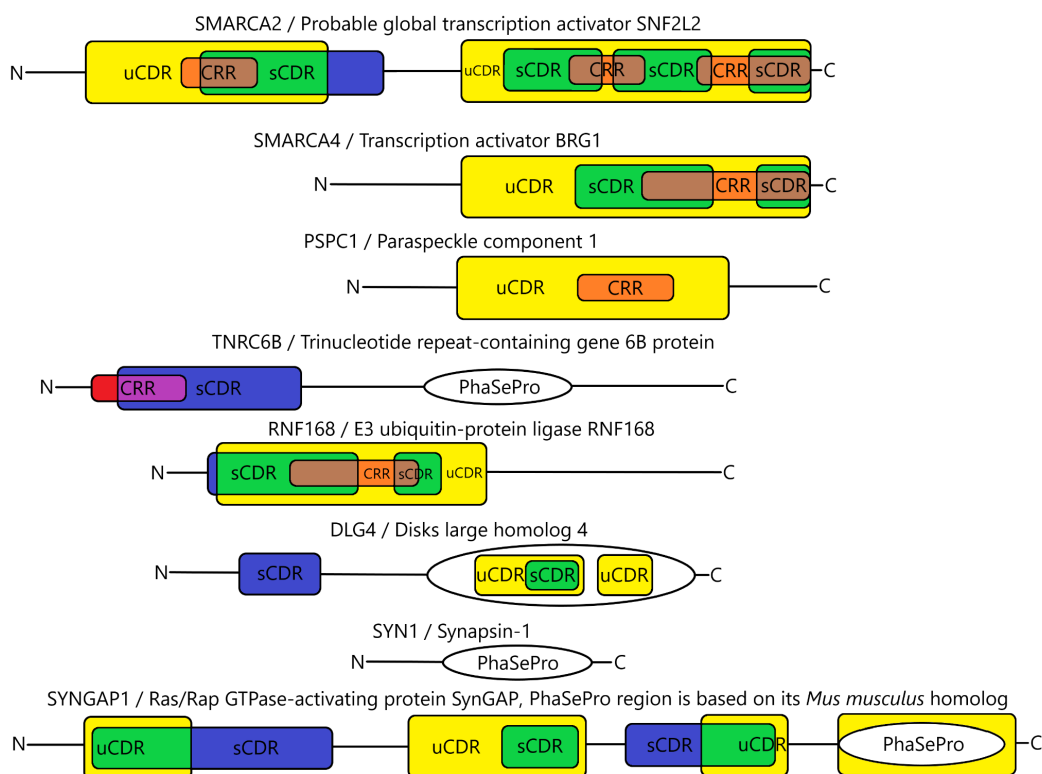 SMARCA2 / Probable global transcription activator SNF2L2
N uCDR CRR sCDR uCDR sCDR CRR sCDR CRR sCDR C
SMARCA4 / Transcription activator BRG1
N uCDR sCDR CRR sCDR C
PSPC1 / Paraspeckle component 1
N uCDR CRR C
TNRC6B / Trinucleotide repeat-containing gene 6B protein
N CRR sCDR PhaSePro C
RNF168 / E3 ubiquitin-protein ligase RNF168
N sCDR CRR sCDR uCDR C
DLG4 / Disks large homolog 4
N sCDR uCDR sCDR uCDR C
SYN1 / Synapsin-1
N PhaSePro C
SYNGAP1 / Ras/Rap GTPase-activating protein SynGAP, PhaSePro region is based on its Mus musculus homolog
N uCDR sCDR uCDR sCDR sCDR uCDR PhaSePro C